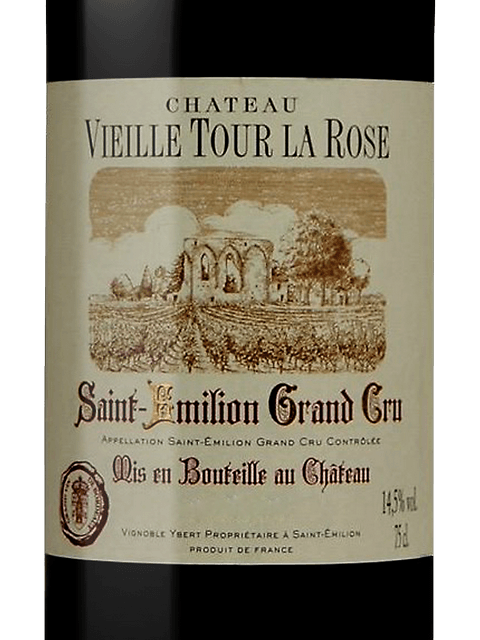 CHATEAU
VIEILLE TOUR LA ROSE
Saint-Emilion Grand Cru
APPELLATION SAINT-ÉMILION GRAND CRU CONTRÔLÉE
Mis en Bouteille au Château
14,5% vol.
75 cl.
VIGNOBLE YBERT PROPRIÉTAIRE À SAINT-ÉMILION
PRODUIT DE FRANCE